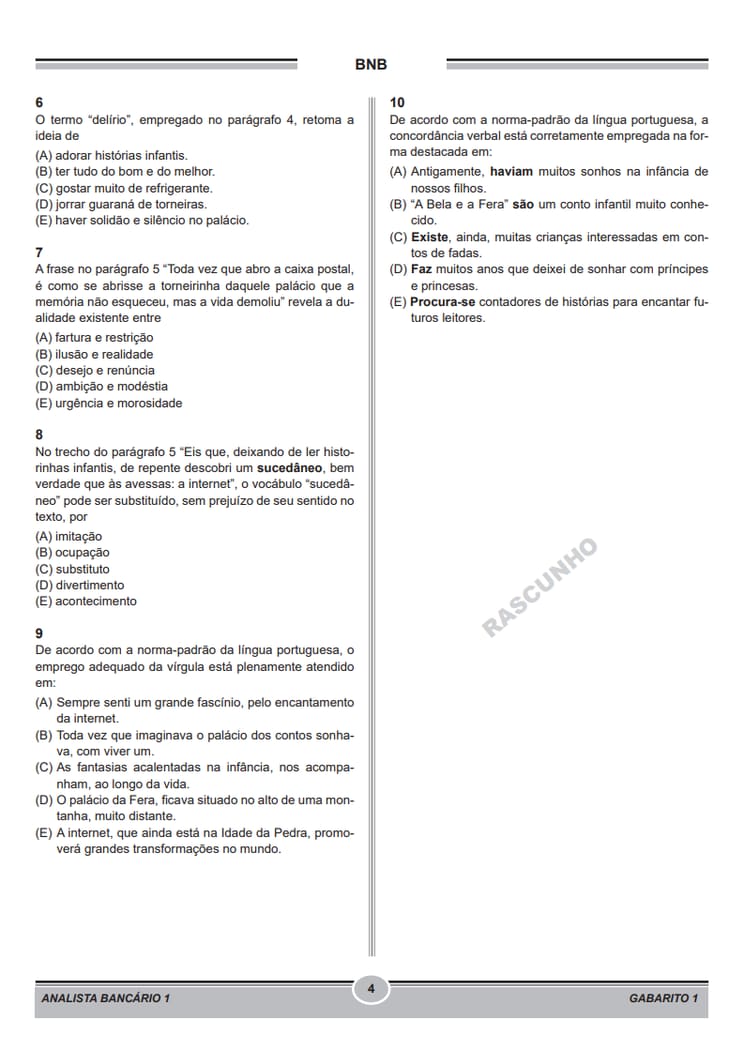 BNB
6
O termo “delírio”, empregado no parágrafo 4, retoma a
ideia de
(A) adorar histórias infantis.
(B) ter tudo do bom e do melhor.
(C) gostar muito de refrigerante.
(D) jorrar guaraná de torneiras.
(E) haver solidão e silêncio no palácio.
7
A frase no parágrafo 5 “Toda vez que abro a caixa postal,
é como se abrisse a torneirinha daquele palácio que a
memória não esqueceu, mas a vida demoliu” revela a du-
alidade existente entre
(A) fartura e restrição
(B) ilusão e realidade
(C) desejo e renúncia
(D) ambição e modéstia
(E) urgência e morosidade
8
No trecho do parágrafo 5 “Eis que, deixando de ler histo-
rinhas infantis, de repente descobri um sucedâneo, bem
verdade que às avessas: a internet”, o vocábulo “sucedâ-
neo” pode ser substituído, sem prejuízo de seu sentido no
texto, por
(A) imitação
(B) ocupação
(C) substituto
(D) divertimento
(E) acontecimento
9
De acordo com a norma-padrão da língua portuguesa, o
emprego adequado da vírgula está plenamente atendido
em:
(A) Sempre senti um grande fascínio, pelo encantamento
da internet.
(B) Toda vez que imaginava o palácio dos contos sonha-
va, com viver um.
(C) As fantasias acalentadas na infância, nos acompa-
nham, ao longo da vida.
(D) O palácio da Fera, ficava situado no alto de uma mon-
tanha, muito distante.
(E) A internet, que ainda está na Idade da Pedra, promo-
verá grandes transformações no mundo.
10
De acordo com a norma-padrão da língua portuguesa, a
concordância verbal está corretamente empregada na for-
ma destacada em:
(A) Antigamente, haviam muitos sonhos na infância de
nossos filhos.
(B) “A Bela e a Fera” são um conto infantil muito conhe-
cido.
(C) Existe, ainda, muitas crianças interessadas em con-
tos de fadas.
(D) Faz muitos anos que deixei de sonhar com príncipes
e princesas.
(E) Procura-se contadores de histórias para encantar fu-
turos leitores.
RASCUNHO
ANALISTA BANCÁRIO 1
4
GABARITO 1